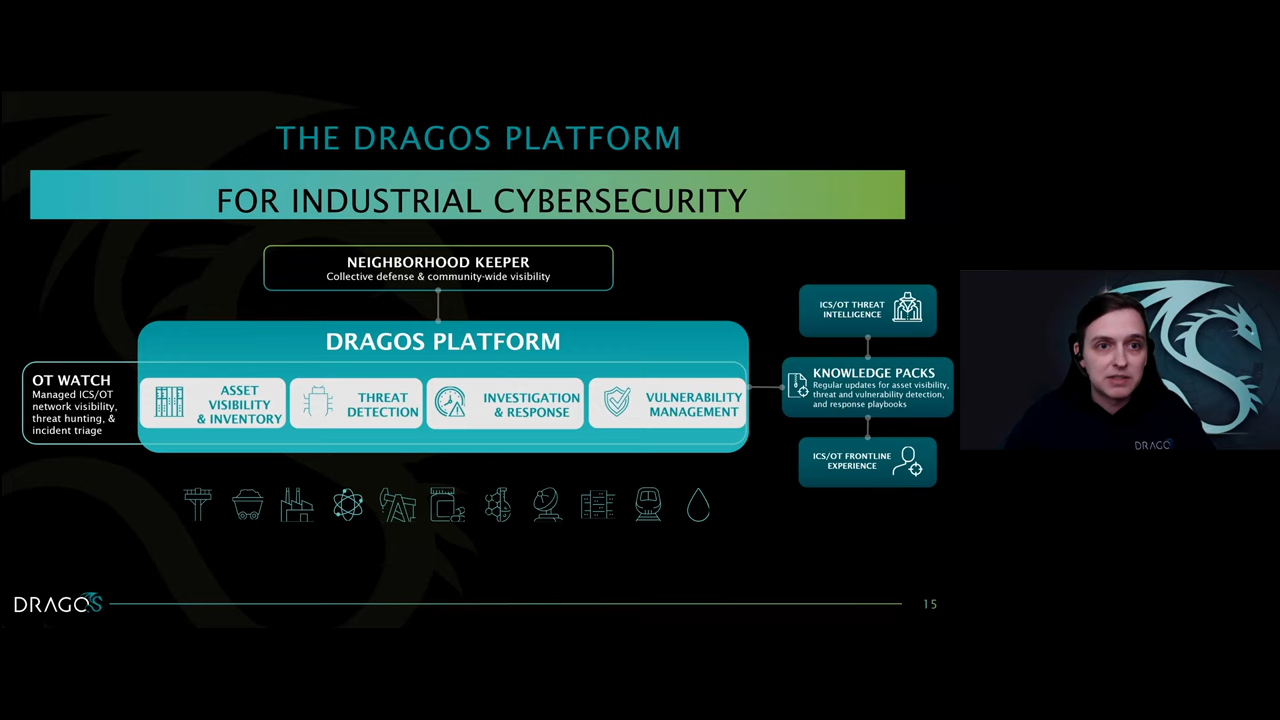 THE DRAGOS PLATFORM
FOR INDUSTRIAL CYBERSECURITY
NEIGHBORHOOD KEEPER
Collective defense & community-wide visibility
DRAGOS PLATFORM
OT WATCH
Managed ICS/OT
network visibility,
threat hunting, &
incident triage
ASSET
VISIBILITY
& INVENTORY
THREAT
DETECTION
INVESTIGATION
& RESPONSE
VULNERABILITY
MANAGEMENT
ICS/OT THREAT
INTELLIGENCE
KNOWLEDGE PACKS
Regular updates for asset visibility,
threat and vulnerability detection,
and response playbooks
ICS/OT FRONTLINE
EXPERIENCE
DRAGOS
15
DRAGOS